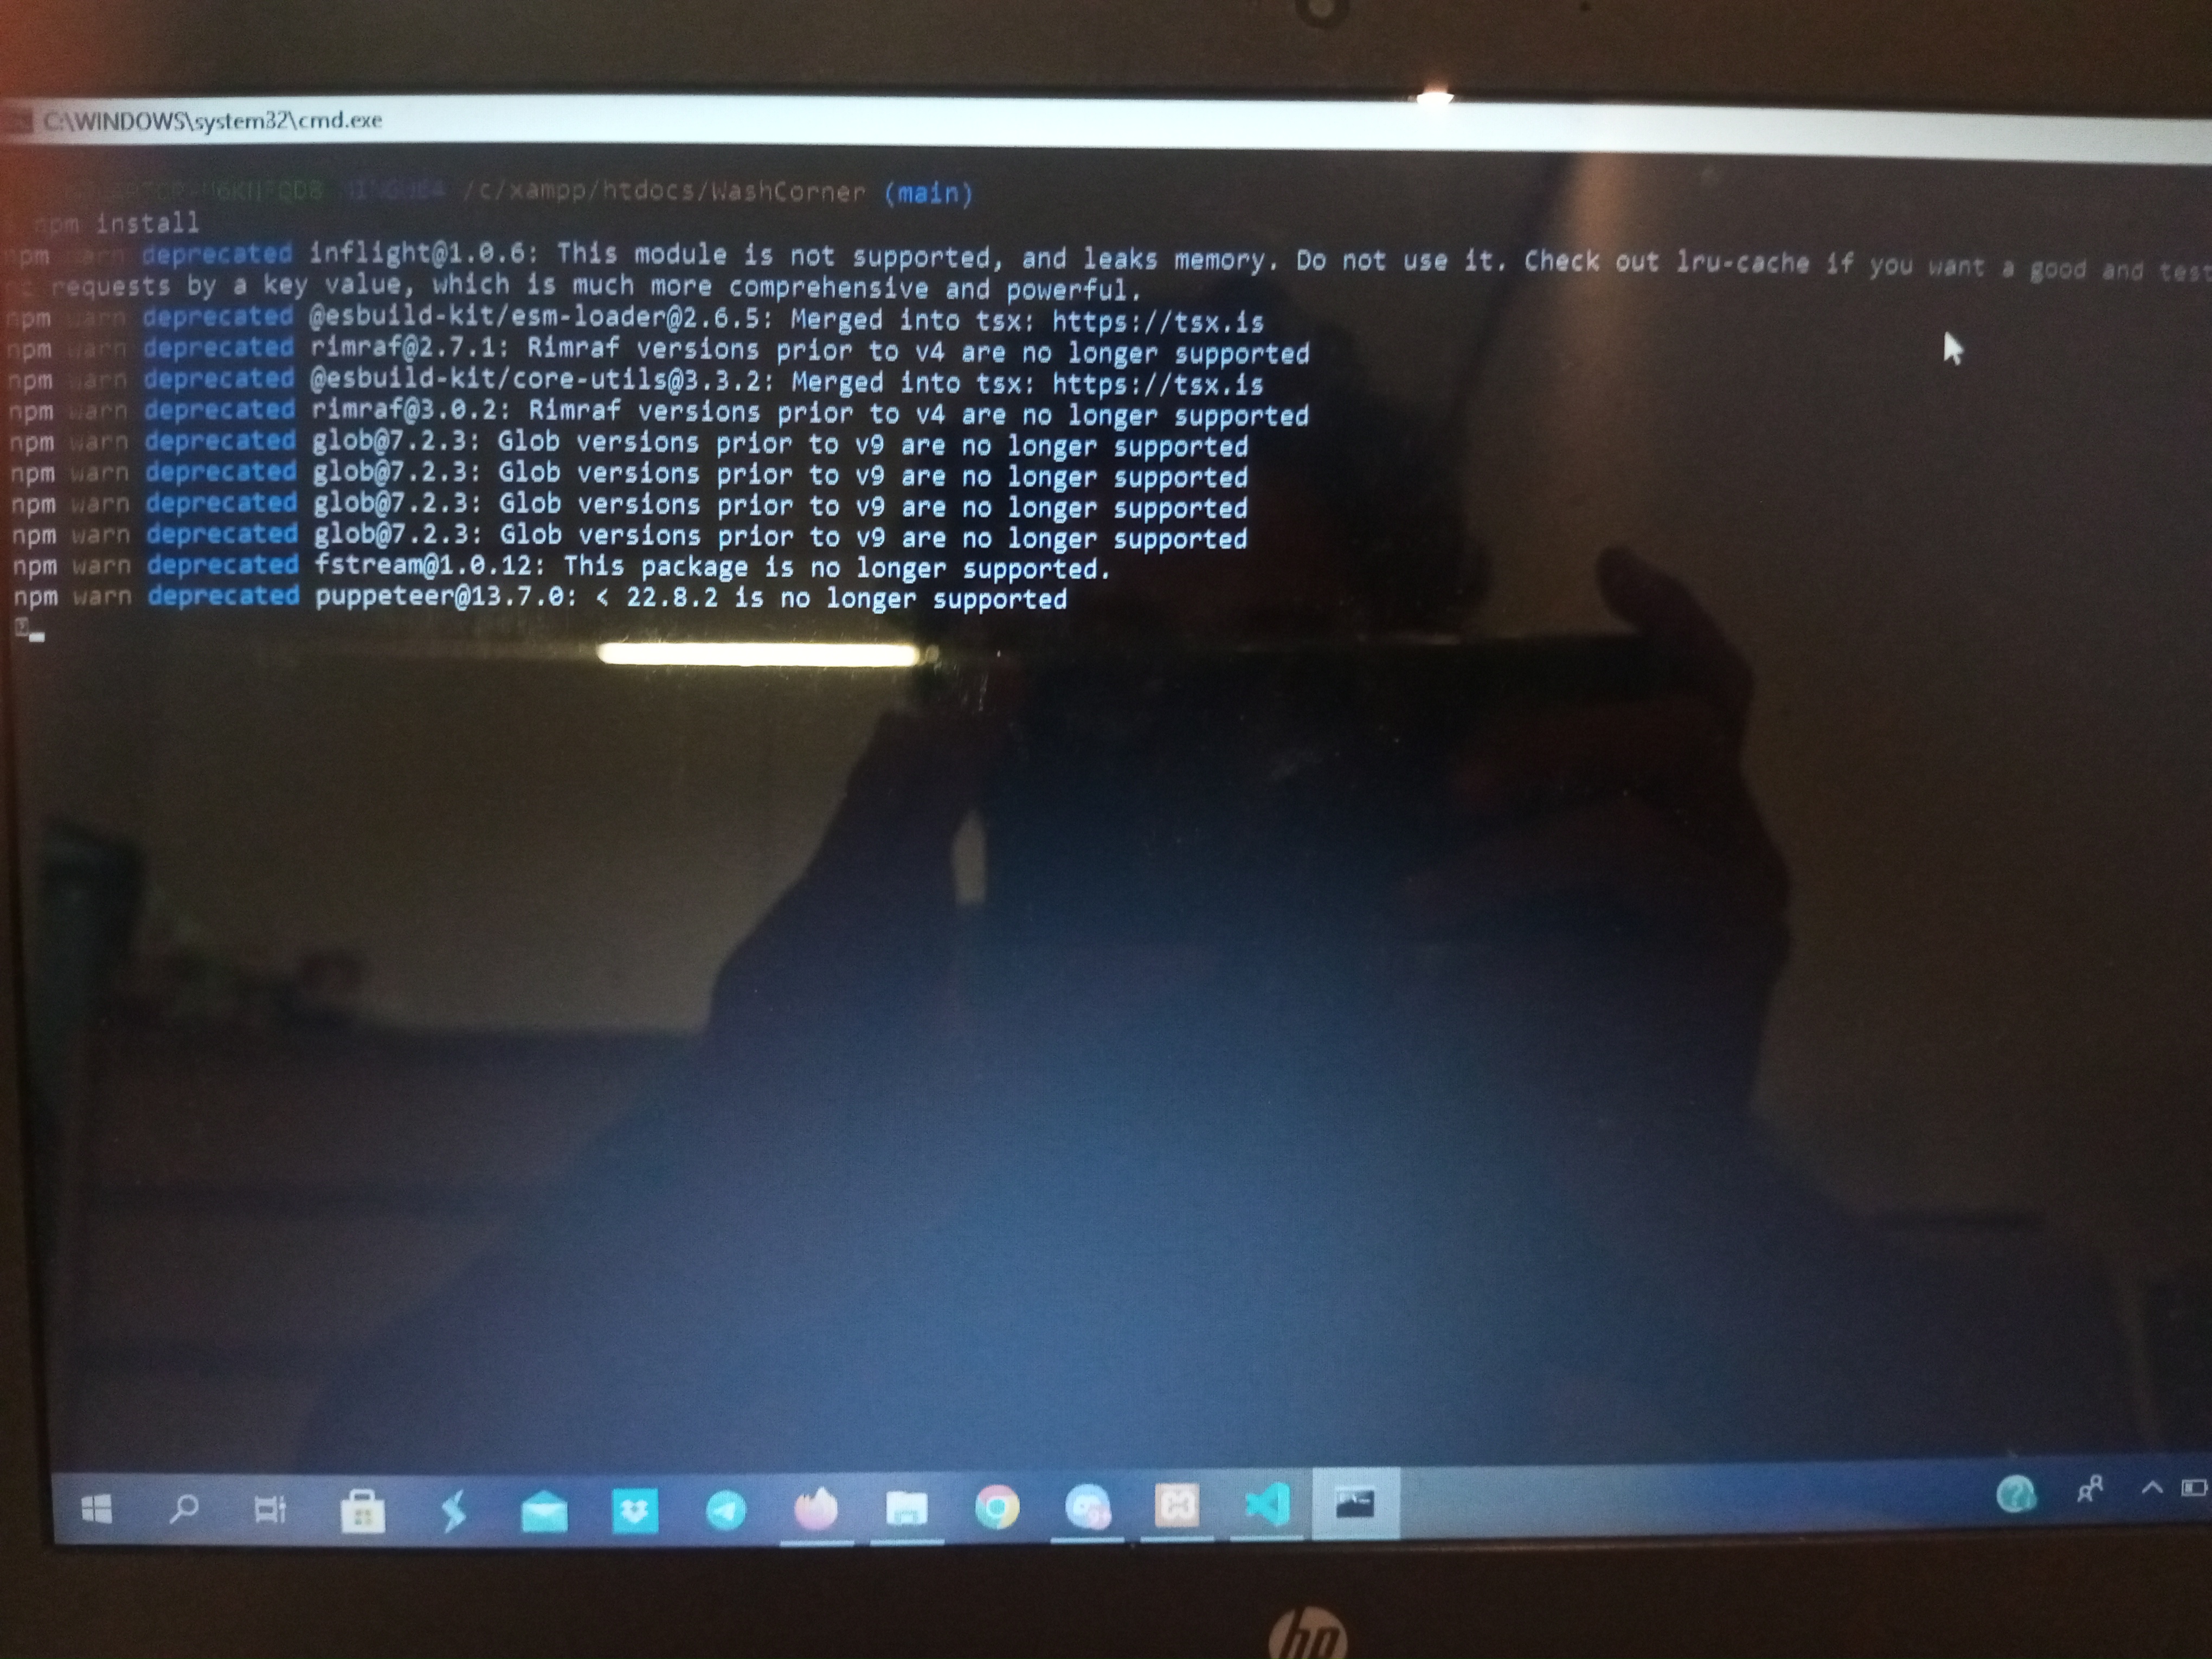 C:\WINDOWS\system32\cmd.exe
/c/xampp/htdocs/WashCorner (main)
npm install
npm warn deprecated inflight@1.0.6: This module is not supported, and leaks memory. Do not use it. Check out lru-cache if you want a good and test
requests by a key value, which is much more comprehensive and powerful.
npm warn deprecated @esbuild-kit/esm-loader@2.6.5: Merged into tsx: https://tsx.is
npm warn deprecated rimraf@2.7.1: Rimraf versions prior to v4 are no longer supported
npm warn deprecated @esbuild-kit/core-utils@3.3.2: Merged into tsx: https://tsx.is
npm warn deprecated rimraf@3.0.2: Rimraf versions prior to v4 are no longer supported
npm warn deprecated glob@7.2.3: Glob versions prior to v9 are no longer supported
npm warn deprecated glob@7.2.3: Glob versions prior to v9 are no longer supported
npm warn deprecated glob@7.2.3: Glob versions prior to v9 are no longer supported
npm warn deprecated glob@7.2.3: Glob versions prior to v9 are no longer supported
npm warn deprecated fstream@1.0.12: This package is no longer supported.
npm warn deprecated puppeteer@13.7.0: < 22.8.2 is no longer supported
hp